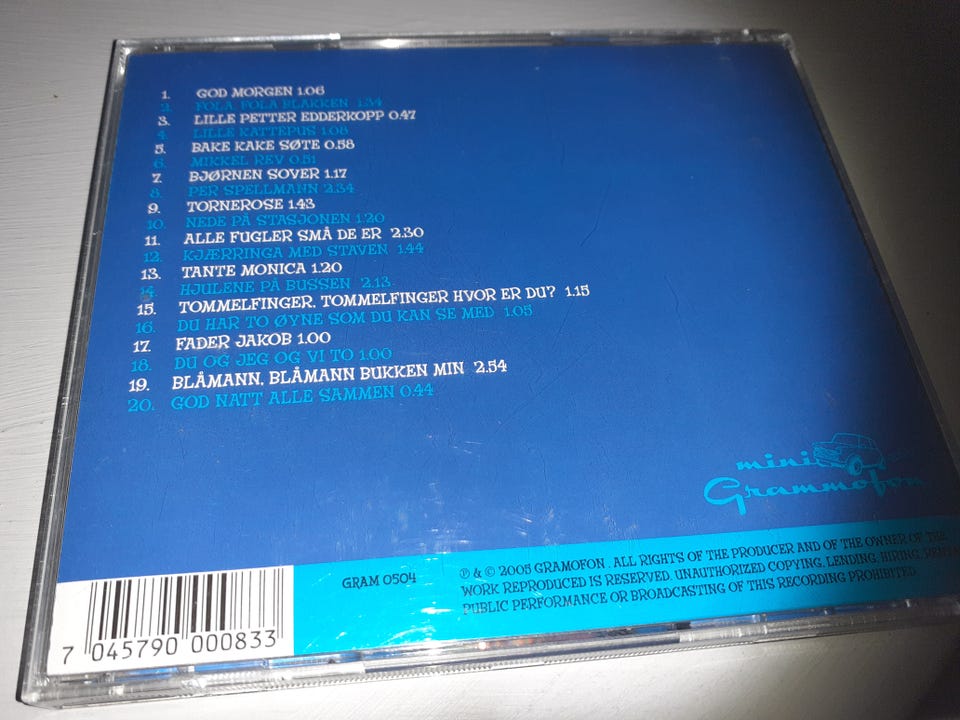 1. GOD MORGEN 1.06
2. FOLA FOLA BLAKKEN 1.34
3. LILLE PETTER EDDERKOPP 0.47
4. LILLE KATTEPUS 1.08
5. BAKE KAKE SØTE 0.58
6. MIKKEL REV 0.51
7. BJØRNEN SOVER 1.17
8. PER SPELLMANN 2.34
9. TORNEROSE 1.43
10. NEDE PÅ STASJONEN 1.20
11. ALLE FUGLER SMÅ DE ER 2.30
12. KJÆRRINGA MED STAVEN 1.44
13. TANTE MONICA 1.20
14. HJULENE PÅ BUSSEN 2.13
15. TOMMELFINGER, TOMMELFINGER HVOR ER DU? 1.15
16. DU HAR TO ØYNE SOM DU KAN SE MED 1.05
17. FADER JAKOB 1.00
18. DU OG JEG OG VI TO 1.00
19. BLÅMANN, BLÅMANN BUKKEN MIN 2.54
20. GOD NATT ALLE SAMMEN 0.44
mini
Grammofon
GRAM 0504
℗ & © 2005 GRAMOFON . ALL RIGHTS OF THE PRODUCER AND OF THE OWNER OF THE
WORK REPRODUCED IS RESERVED. UNAUTHORIZED COPYING, LENDING, HIRING,
PUBLIC PERFORMANCE OR BROADCASTING OF THIS RECORDING PROHIBITED.
7 045790 000833